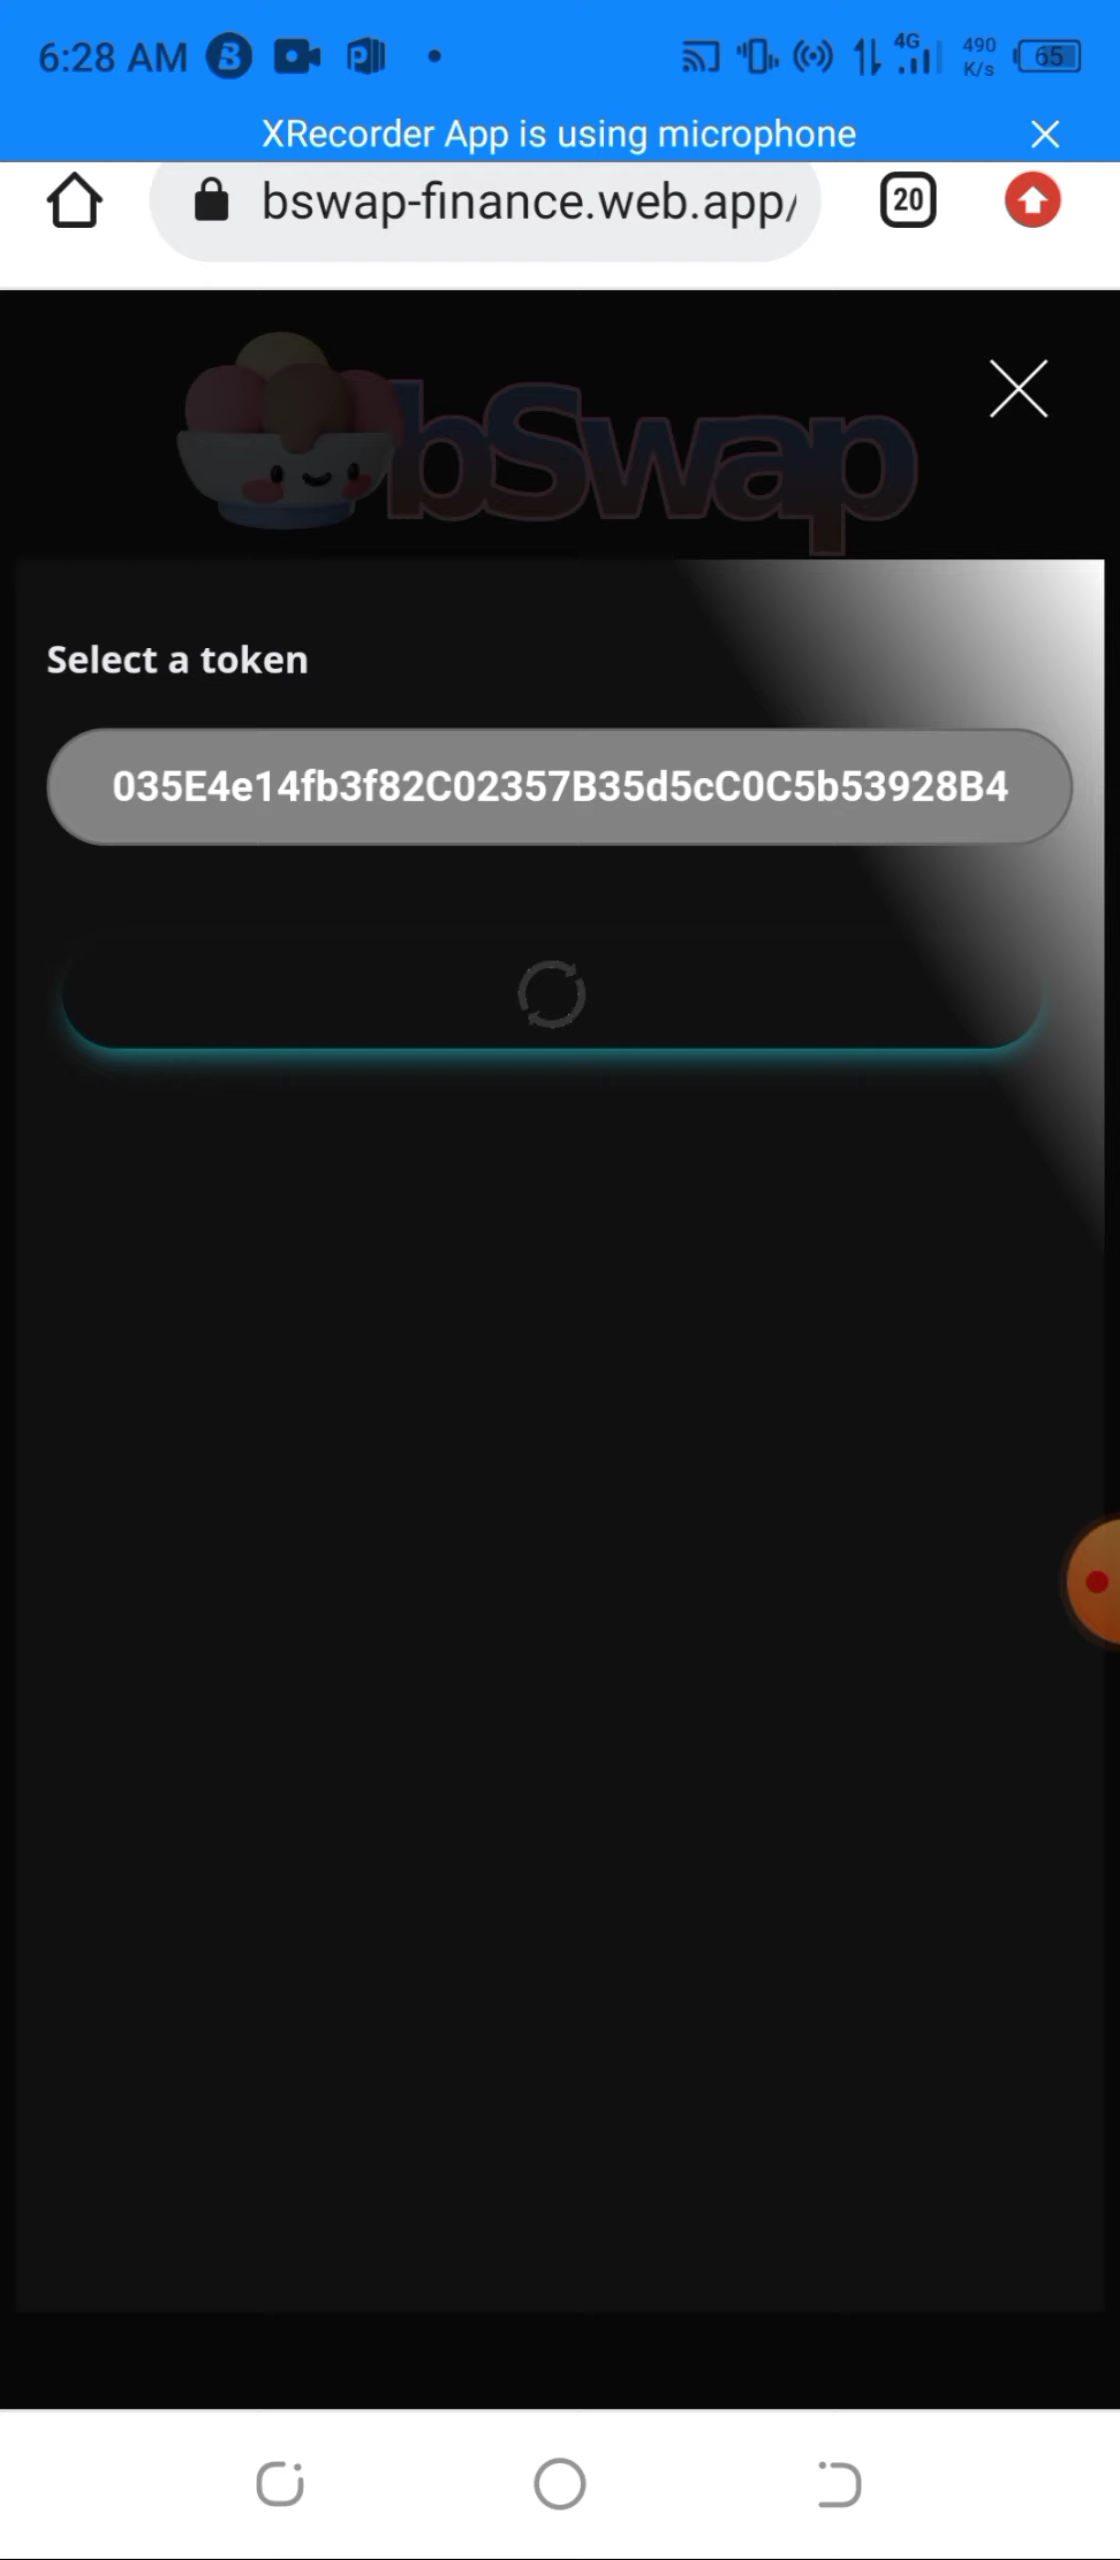 6:28 AM
4G
490
K/s
65
XRecorder App is using microphone
bswap-finance.web.app/
20
bSwap
Select a token
035E4e14fb3f82C02357B35d5cC0C5b53928B4